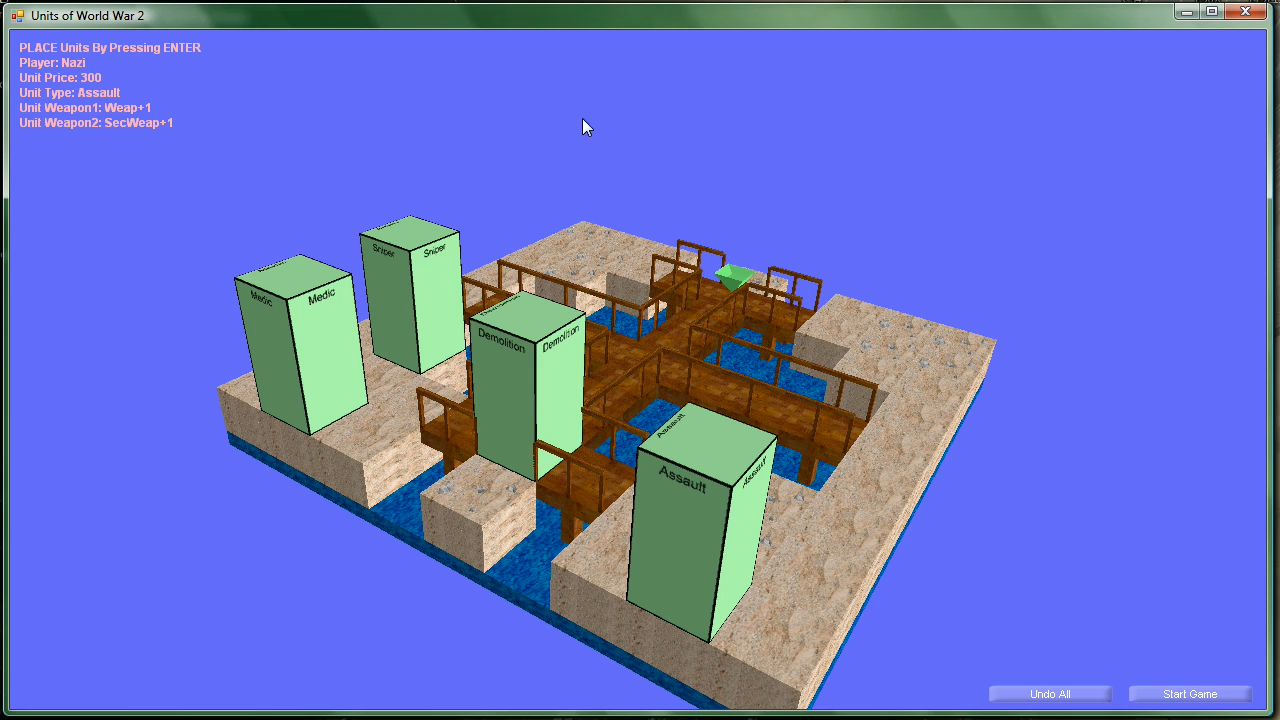 Units of World War 2
PLACE Units By Pressing ENTER
Player: Nazi
Unit Price: 300
Unit Type: Assault
Unit Weapon1: Weap+1
Unit Weapon2: SecWeap+1
Sniper
Sniper
Medic
Medic
Demolition
Demolition
Assault
Assault
Assault
Undo All
Start Game